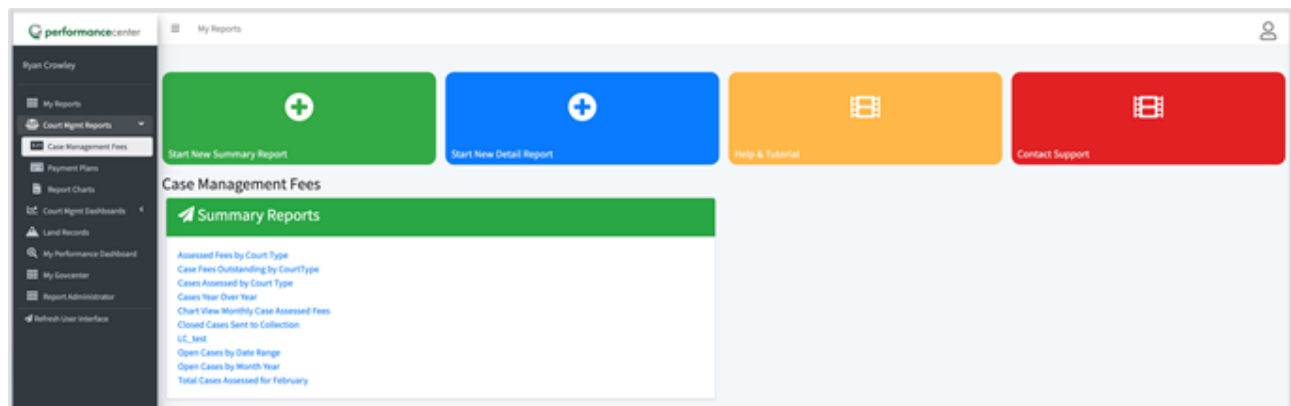 performancecenter
My Reports
Ryan Crowley
My Reports
Court Mgmt Reports
Case Management Fees
Payment Plans
Report Charts
Court Mgmt Dashboards
Land Records
My Performance Dashboard
My Govcenter
Report Administrator
Refresh User Interface
Start New Summary Report
Start New Detail Report
Help & Tutorial
Contact Support
Case Management Fees
Summary Reports
Assessed Fees by Court Type
Case Fees Outstanding by CourtType
Cases Assessed by Court Type
Cases Year Over Year
Chart View Monthly Case Assessed Fees
Closed Cases Sent to Collection
LC_test
Open Cases by Date Range
Open Cases by Month Year
Total Cases Assessed for February